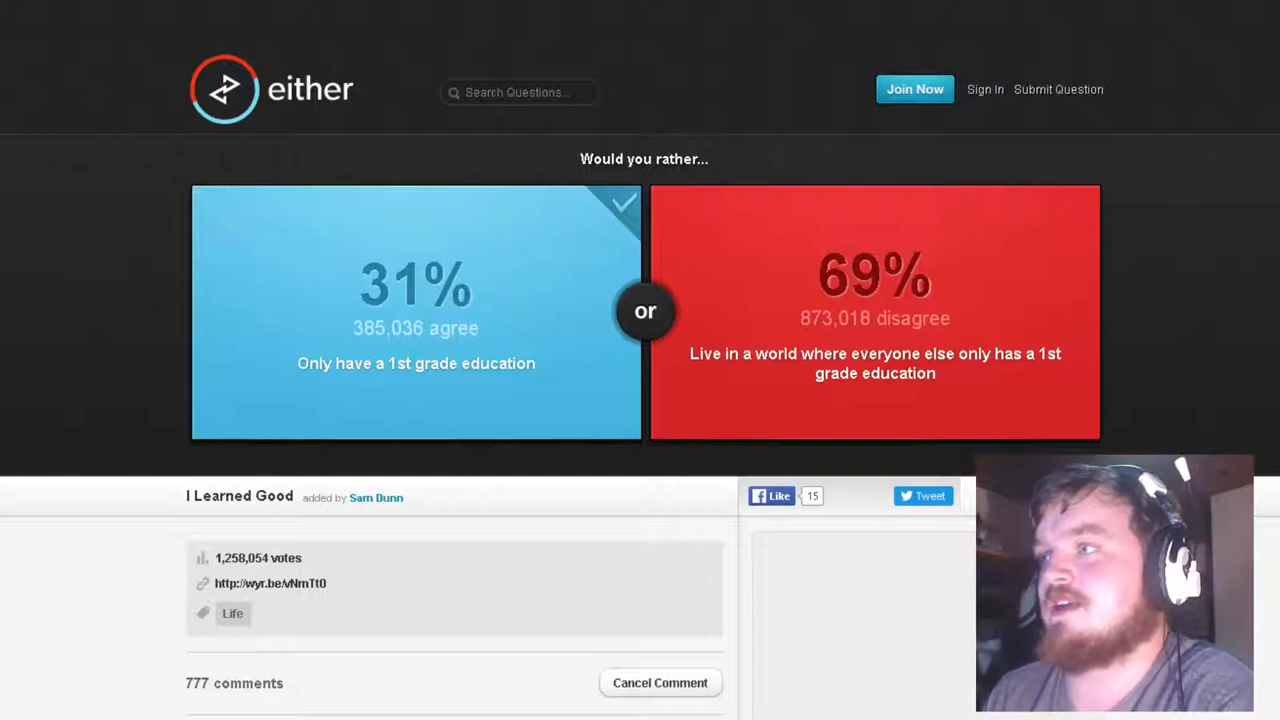 either
Search Questions...
Join Now
Sign In
Submit Question
Would you rather...
31%
385,036 agree
Only have a 1st grade education
or
69%
873,018 disagree
Live in a world where everyone else only has a 1st
grade education
I Learned Good
added by Sam Dunn
Like
15
Tweet
1,258,054 votes
http://wyr.be/vNmTt0
Life
777 comments
Cancel Comment